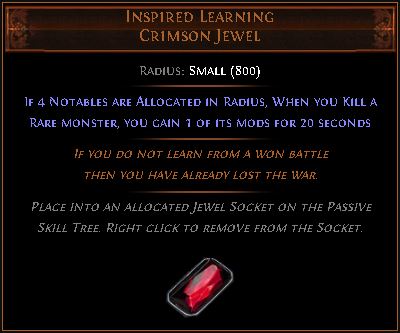 Inspired Learning
Crimson Jewel
Radius: Small (800)
If 4 Notables are Allocated in Radius, When you Kill a
Rare monster, you gain 1 of its mods for 20 seconds
If you do not learn from a won battle
then you have already lost the war.
Place into an allocated Jewel Socket on the Passive
Skill Tree. Right click to remove from the Socket.